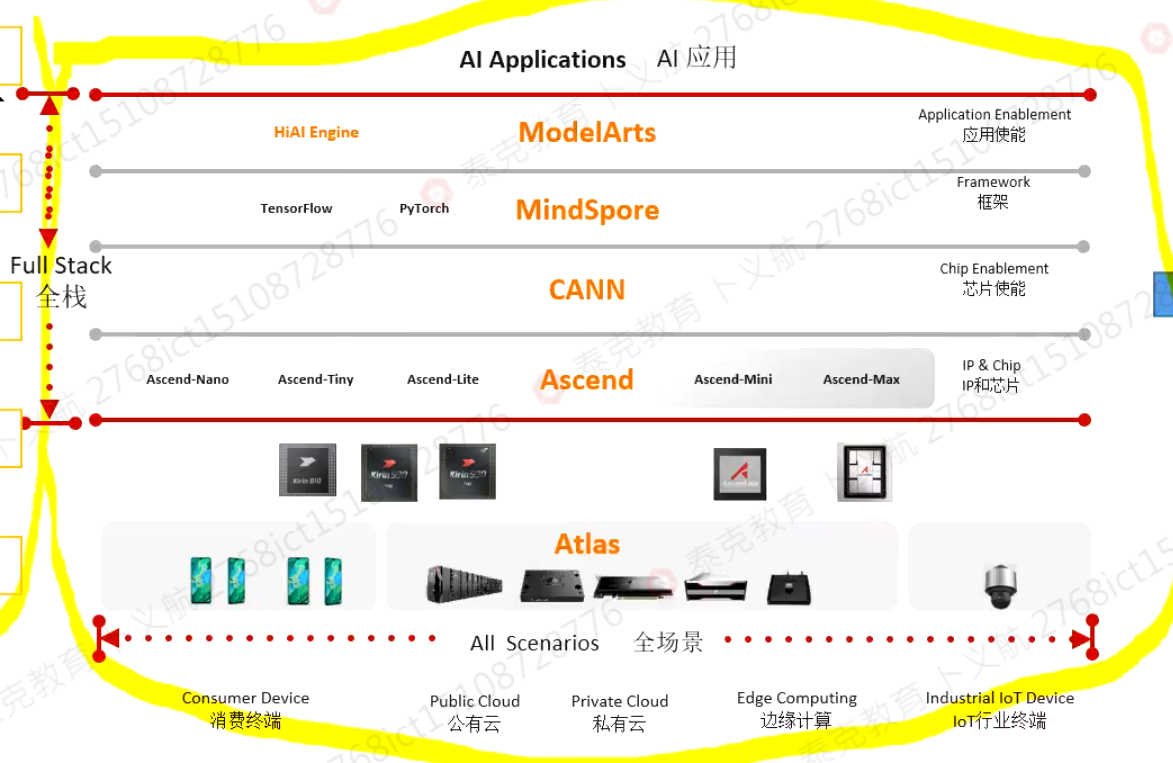 AI Applications AI 应用
HiAI Engine
ModelArts
Application Enablement
应用使能
TensorFlow
PyTorch
MindSpore
Framework
框架
Full Stack
全栈
CANN
Chip Enablement
芯片使能
Ascend-Nano
Ascend-Tiny
Ascend-Lite
Ascend
Ascend-Mini
Ascend-Max
IP & Chip
IP和芯片
Kirin 810
Kirin 990
Atlas
All Scenarios 全场景
Consumer Device
消费终端
Public Cloud
公有云
Private Cloud
私有云
Edge Computing
边缘计算
Industrial IoT Device
IoT行业终端
泰克教育 卜义航 2768ict15108728776